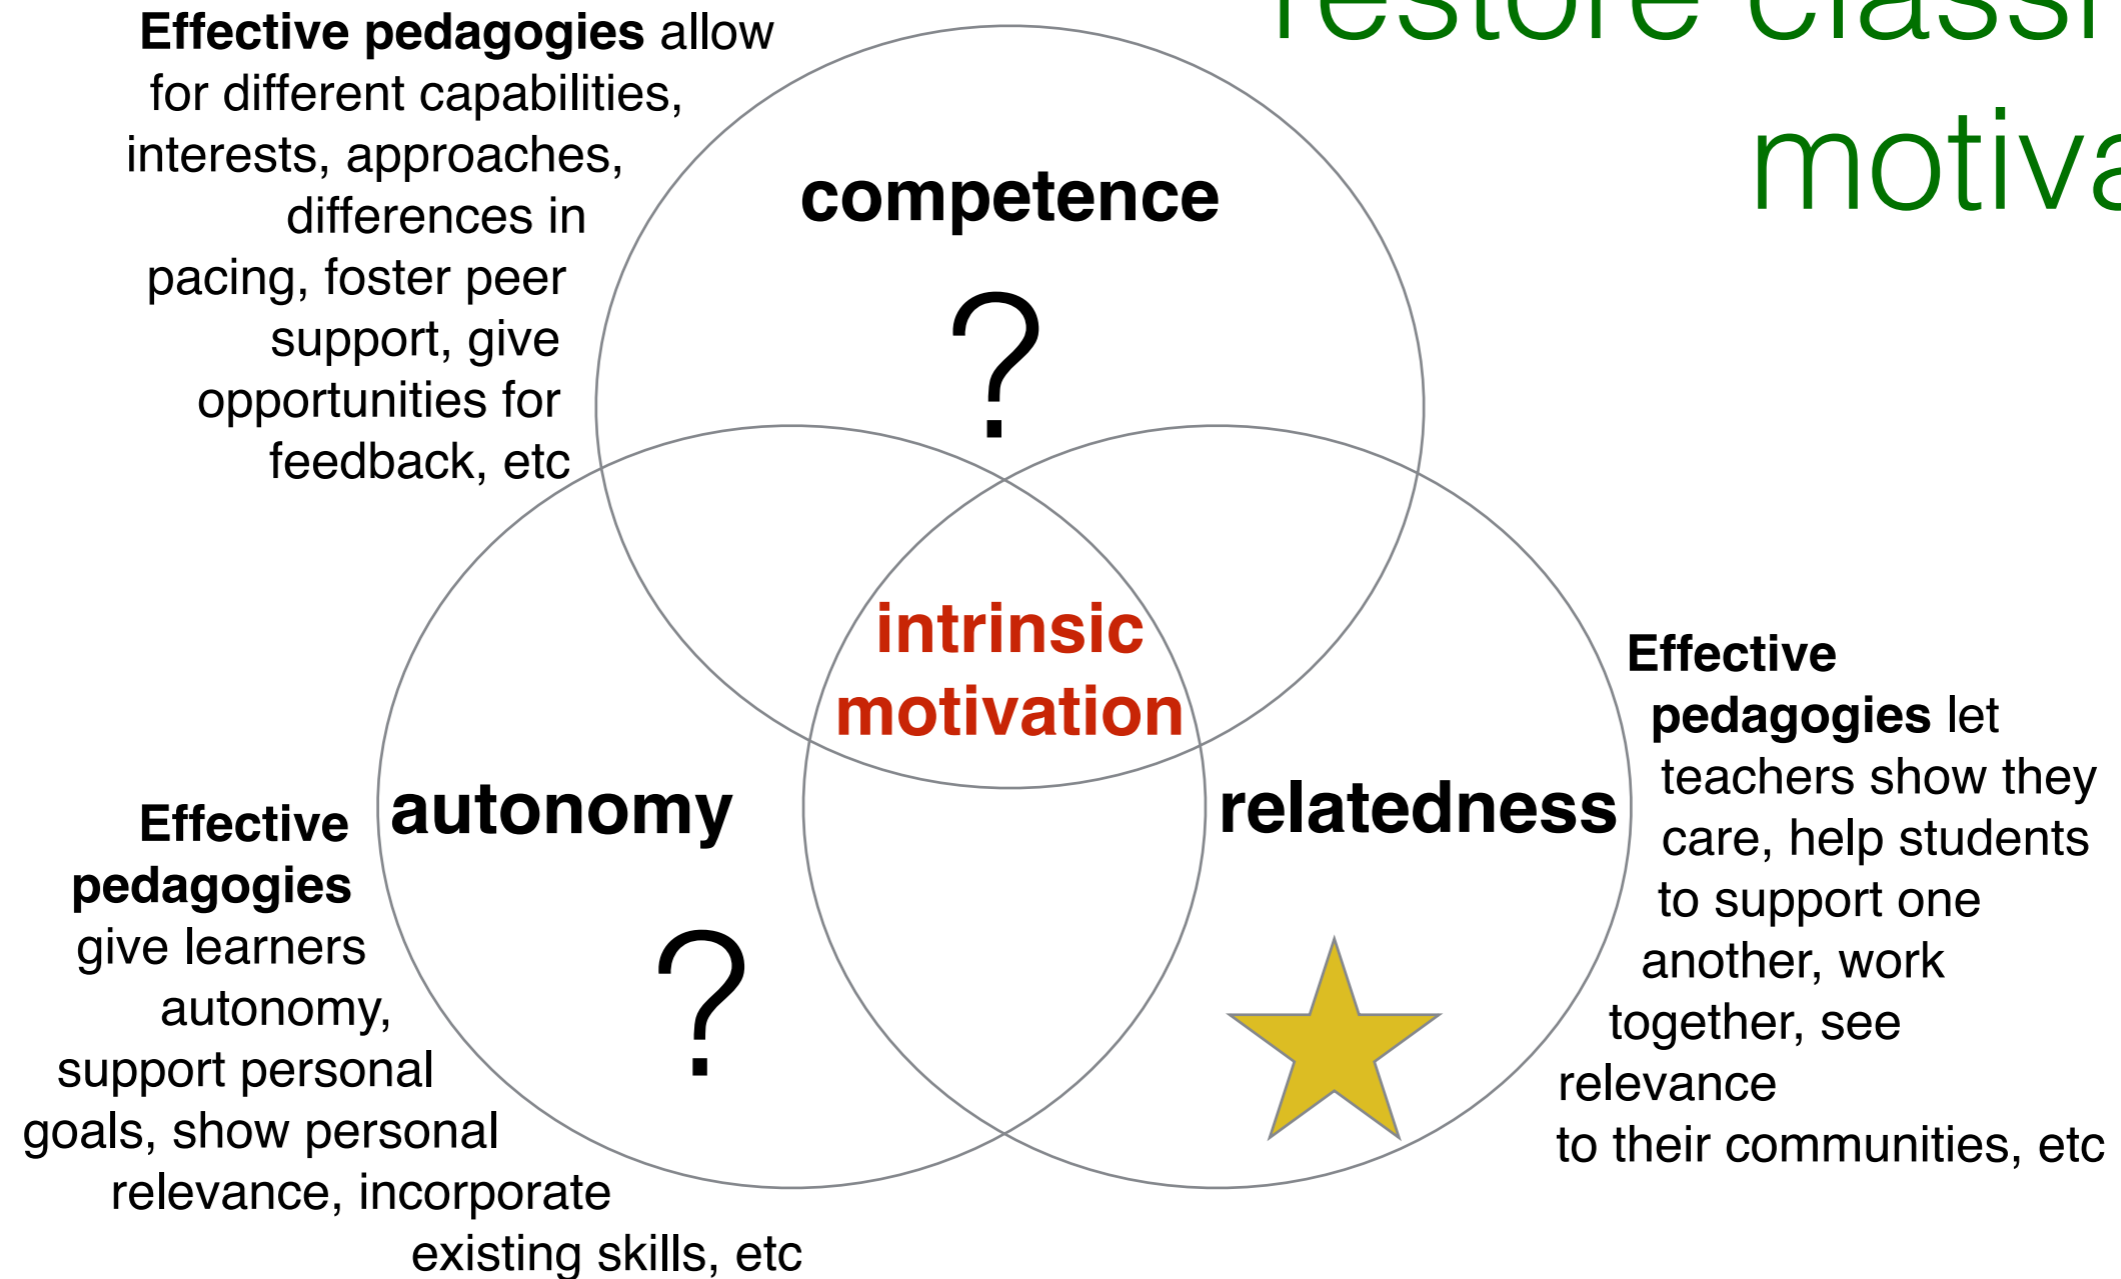 restore
motiva
Effective pedagogies allow
for different capabilities,
interests, approaches,
differences in
pacing, foster peer
support, give
opportunities for
feedback, etc
competence
?
intrinsic
motivation
autonomy
?
relatedness
Effective
pedagogies
give learners
autonomy,
support personal
goals, show personal
relevance, incorporate
existing skills, etc
Effective
pedagogies let
teachers show they
care, help students
to support one
another, work
together, see
relevance
to their communities, etc